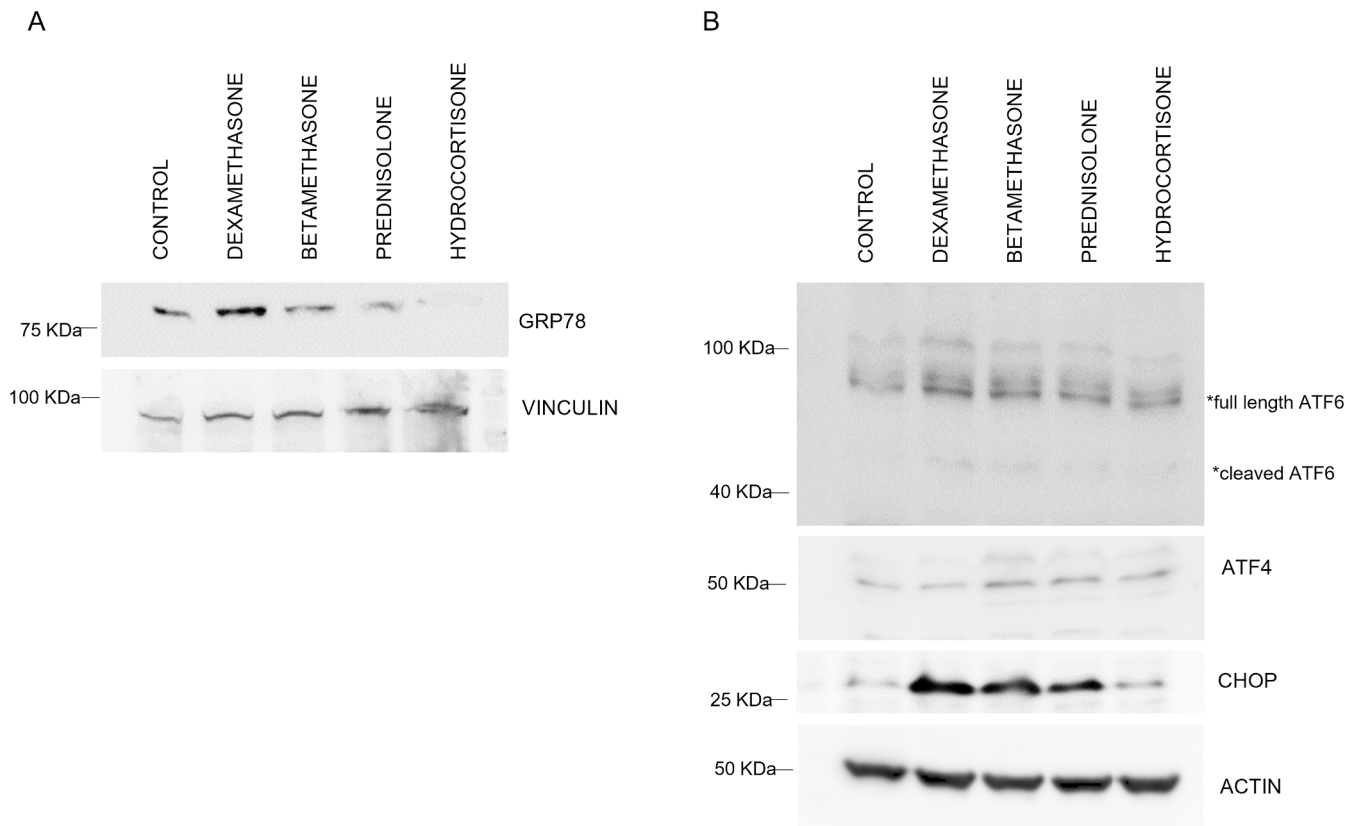 A
CONTROL
DEXAMETHASONE
BETAMETHASONE
PREDNISOLONE
HYDROCORTISONE
75 KDa
GRP78
100 KDa
VINCULIN
B
CONTROL
DEXAMETHASONE
BETAMETHASONE
PREDNISOLONE
HYDROCORTISONE
100 KDa
*full length ATF6
*cleaved ATF6
40 KDa
50 KDa
ATF4
25 KDa
CHOP
50 KDa
ACTIN